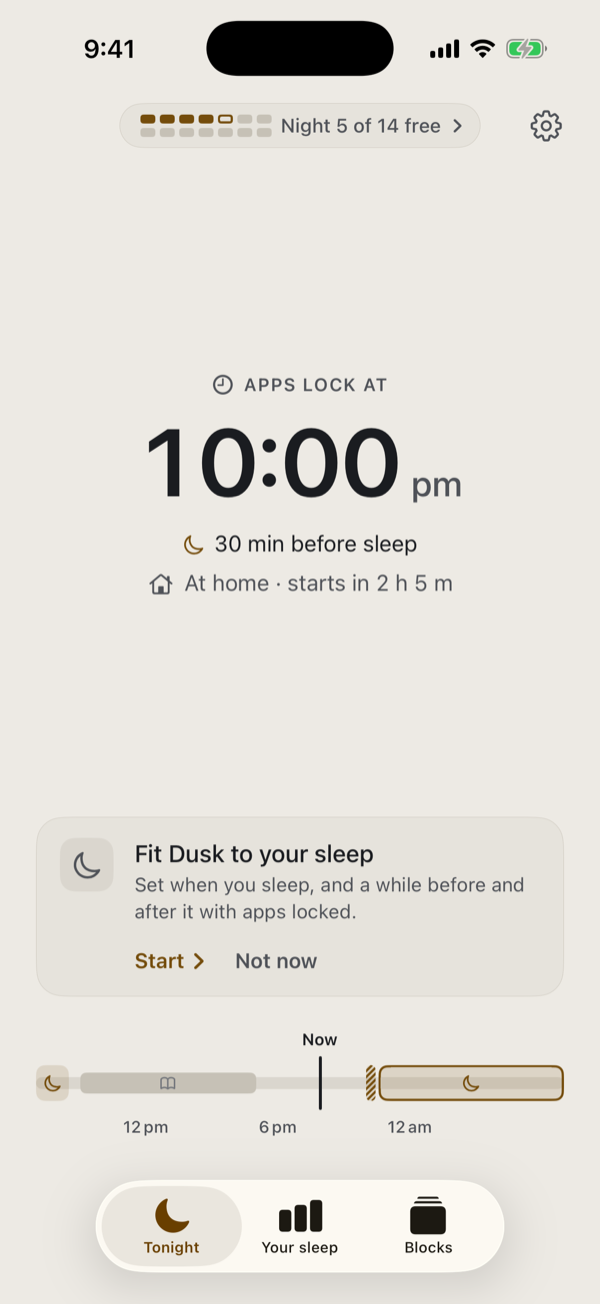 9:41
Night 5 of 14 free
APPS LOCK AT
10:00 pm
30 min before sleep
At home · starts in 2 h 5 m
Fit Dusk to your sleep
Set when you sleep, and a while before and
after it with apps locked.
Start
Not now
Now
12 pm
6 pm
12 am
Tonight
Your sleep
Blocks